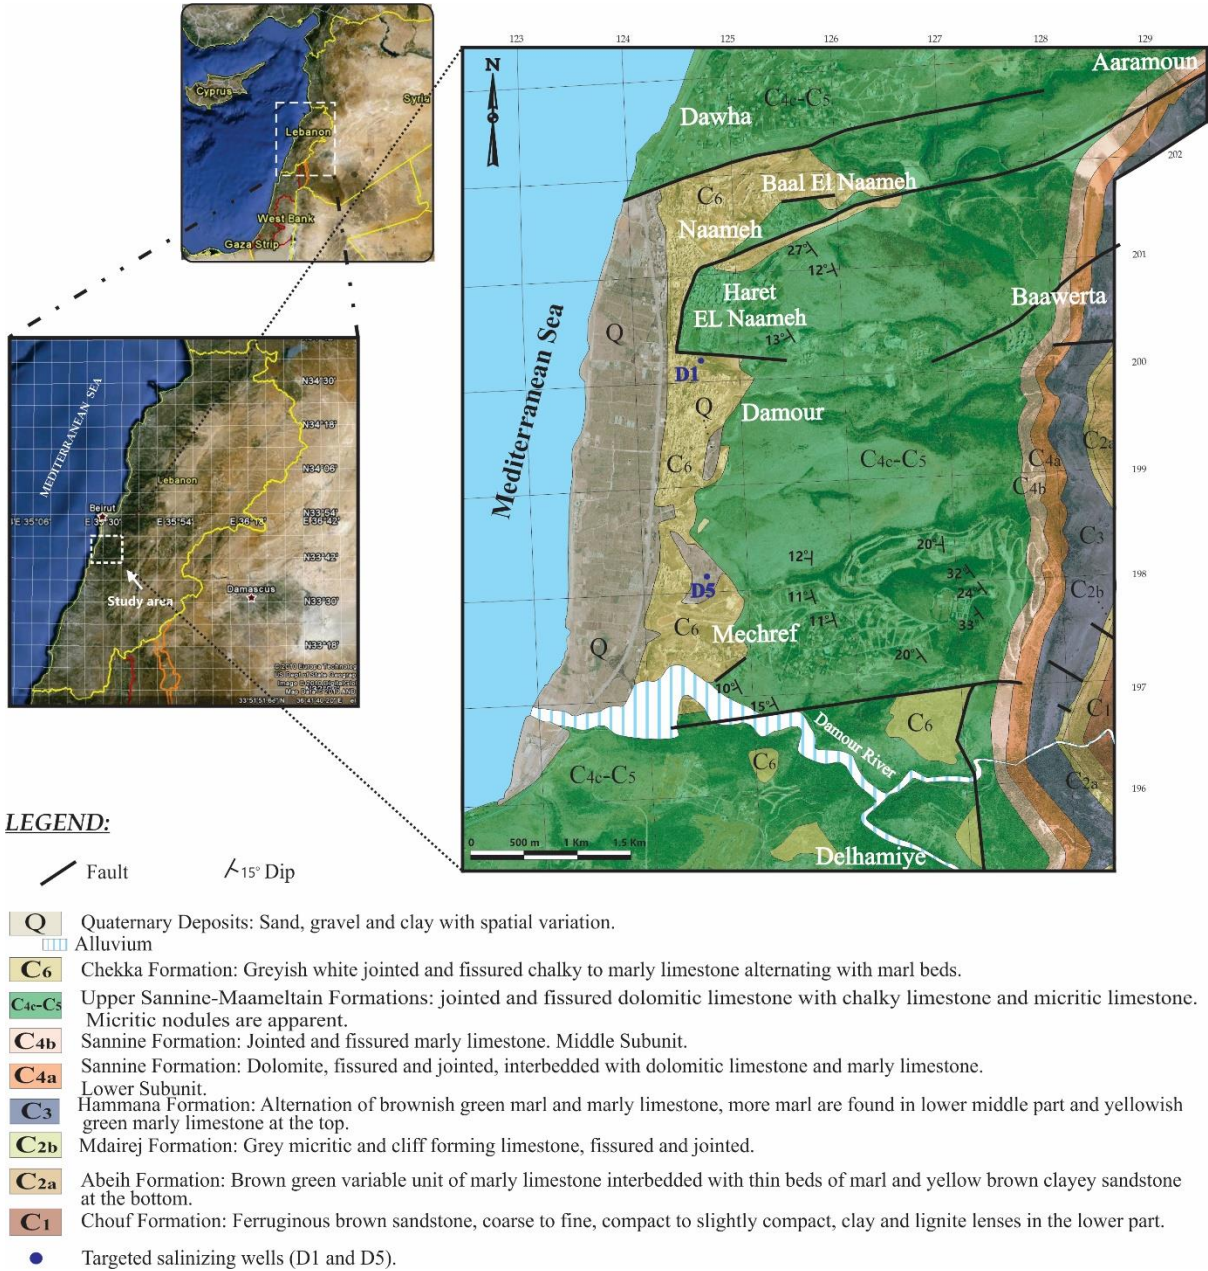 Cyprus
Syria
Lebanon
West Bank
Gaza Strip
123 124 125 126 127 128 129
N
Aaramoun
C4c-C5
Dawha
202
Baal El Naameh
C6
Naameh
27°
12°
201
Haret
EL Naameh
Baawerta
13°
Q
200
D1
Q
Damour
Mediterranean Sea
C6
C4c-C5
C4a
C4b
C2a
199
C3
12°
20°
32°
24°
198
D5
11°
11°
33°
C2b
C6
Mechref
20°
Q
10°
15°
197
C6
C1
Damour River
C4c-C5
C6
C2a
196
0 500 m 1 Km 1.5 Km
Delhamiye
MEDITERRANEAN SEA
N34°30'
N34°18'
N34°06'
Lebanon
Beirut
N33°54'
E 35°06' E 35°30' E 35°54' E 36°18' E 36°42'
N33°42'
Study area
Damascus
N33°30'
N33°18'
LEGEND:
Fault
15° Dip
Q Quaternary Deposits: Sand, gravel and clay with spatial variation.
Alluvium
C6 Chekka Formation: Greyish white jointed and fissured chalky to marly limestone alternating with marl beds.
C4c-C5 Upper Sannine-Maameltain Formations: jointed and fissured dolomitic limestone with chalky limestone and micritic limestone.
Micritic nodules are apparent.
C4b Sannine Formation: Jointed and fissured marly limestone. Middle Subunit.
C4a Sannine Formation: Dolomite, fissured and jointed, interbedded with dolomitic limestone and marly limestone.
Lower Subunit.
C3 Hammana Formation: Alternation of brownish green marl and marly limestone, nore marl are found in lower middle part and yellowish
green marly limestone at the top.
C2b Mdairej Formation: Grey micritic and cliff forming limestone, fissured and jointed.
C2a Abeih Formation: Brown green variable unit of marly limestone interbedded with thin beds of marl and yellow brown clayey sandstone
at the bottom.
C1 Chouf Formation: Ferruginous brown sandstone, coarse to fine, compact to slightly compact, clay and lignite lenses in the lower part.
Targeted salinizing wells (D1 and D5).